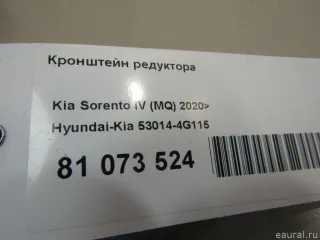 Кронштейн редуктора
Kia Sorento IV (MQ) 2020>
Hyundai-Kia 53014-4G115
81 073 524
eaural.ru/